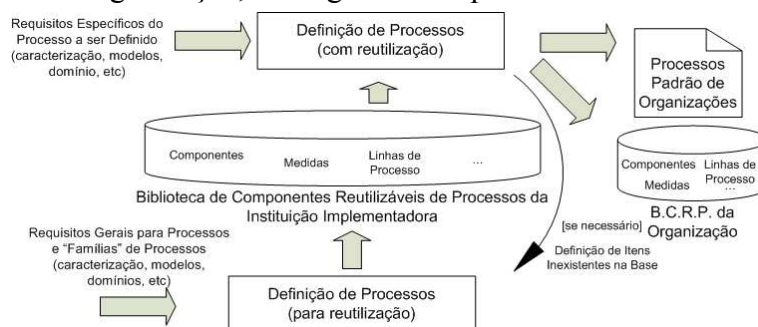 Requisitos Específicos do
Processo a ser Definido
(caracterização, modelos,
domínio, etc)
Definição de Processos
(com reutilização)
Processos
Padrão de
Organizações
Componentes
Medidas
Linhas de
Processo
...
Biblioteca de Componentes Reutilizáveis de Processos da
Instituição Implementadora
Componentes
Linhas de
Processo
Medidas
...
B.C.R.P. da
Organização
[se necessário]
Definição de Itens
Inexistentes na Base
Requisitos Gerais para Processos
e “Famílias” de Processos
(caracterização, modelos,
domínios, etc)
Definição de Processos
(para reutilização)